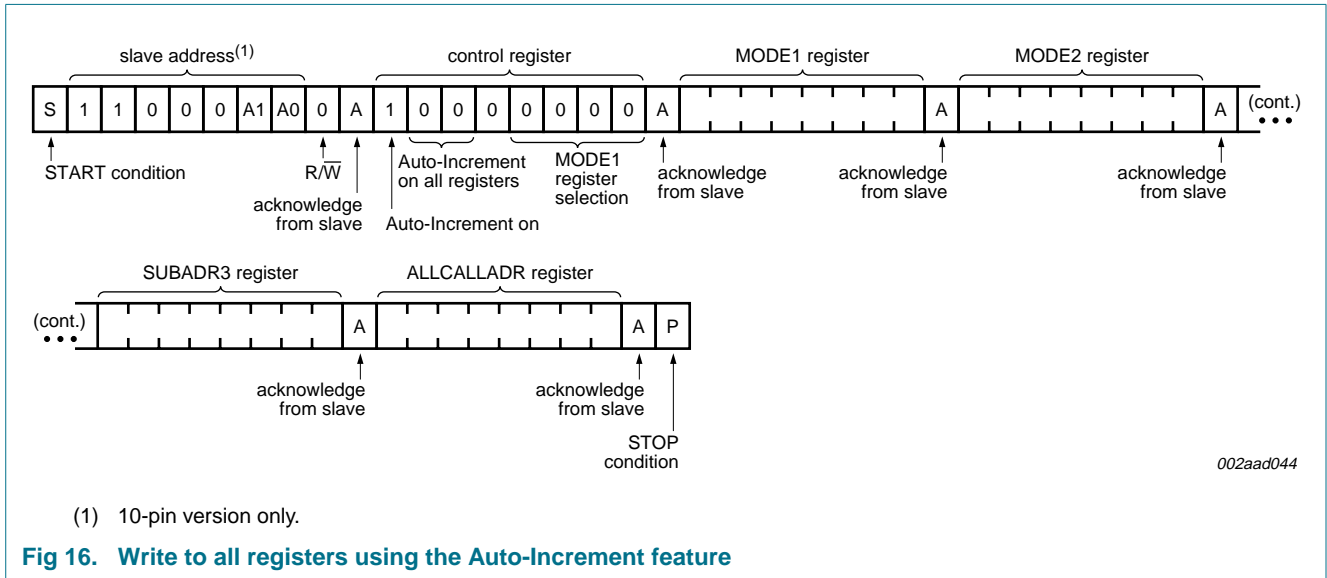 slave address(1) control register MODE1 register MODE2 register
S 1 1 0 0 0 A1 A0 0 A 1 0 0 0 0 0 0 0 A A A (cont.)
START condition R/W Auto-Increment on all registers MODE1 register selection acknowledge from slave acknowledge from slave acknowledge from slave
acknowledge from slave Auto-Increment on
SUBADR3 register ALLCALLADR register
(cont.) A A P
acknowledge from slave acknowledge from slave
STOP condition
002aad044
(1) 10-pin version only.
Fig 16. Write to all registers using the Auto-Increment feature